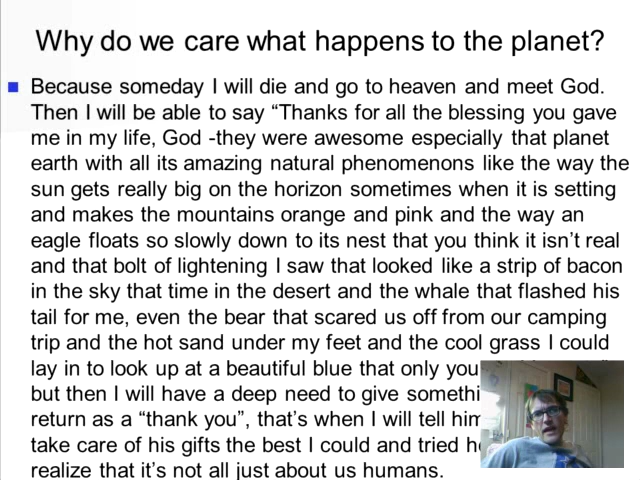 Why do we care what happens to the planet?
Because someday I will die and go to heaven and meet God.
Then I will be able to say “Thanks for all the blessing you gave
me in my life, God -they were awesome especially that planet
earth with all its amazing natural phenomenons like the way the
sun gets really big on the horizon sometimes when it is setting
and makes the mountains orange and pink and the way an
eagle floats so slowly down to its nest that you think it isn’t real
and that bolt of lightening I saw that looked like a strip of bacon
in the sky that time in the desert and the whale that flashed his
tail for me, even the bear that scared us off from our camping
trip and the hot sand under my feet and the cool grass I could
lay in to look up at a beautiful blue that only you
but then I will have a deep need to give
return as a “thank you”, that’s when I will tell
take care of his gifts the best I could and tried
realize that it’s not all just about us humans.